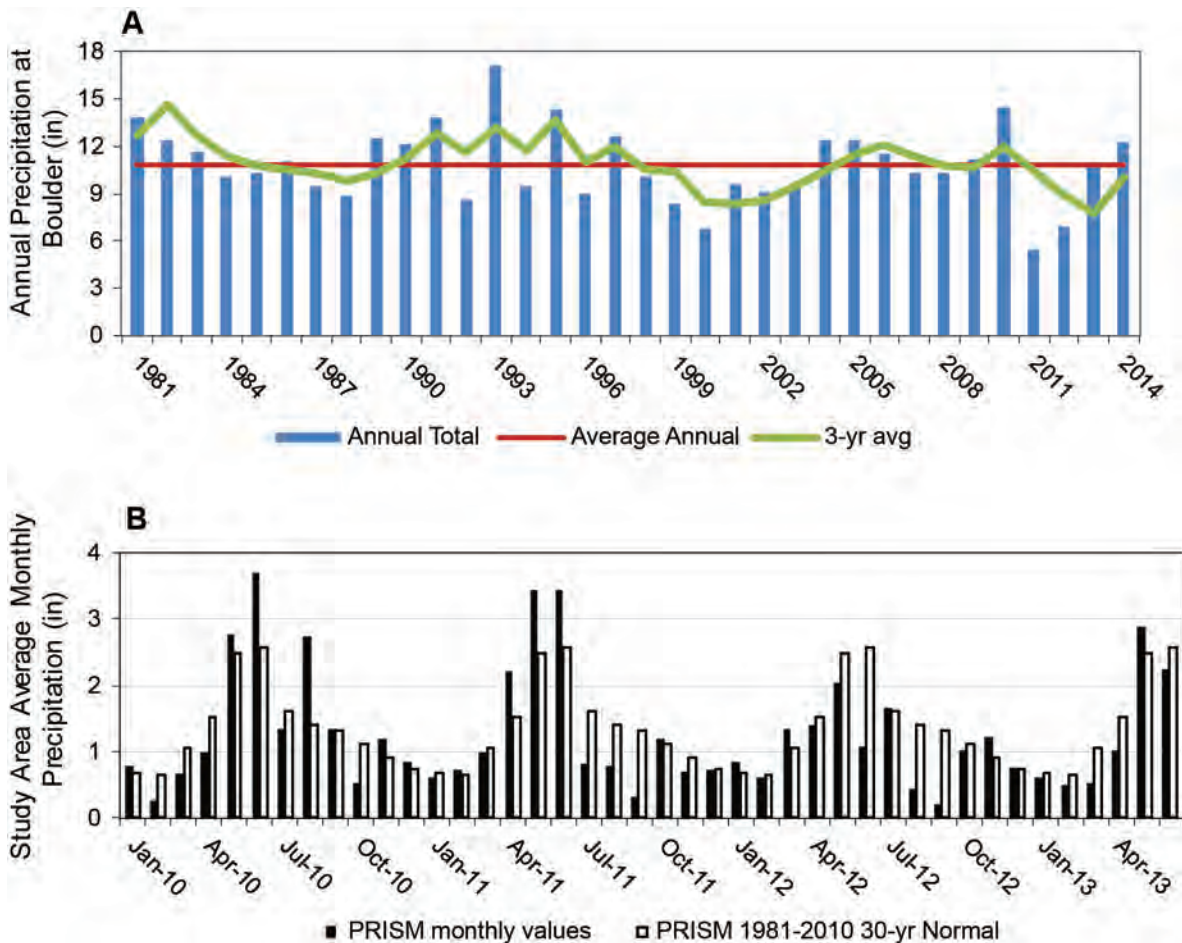 A
Annual Precipitation at
Boulder (in)
18
15
12
9
6
3
0
1981
1984
1987
1990
1993
1996
1999
2002
2005
2008
2011
2014
Annual Total
Average Annual
3-yr avg
B
Study Area Average Monthly
Precipitation (in)
4
3
2
1
0
Jan-10
Apr-10
Jul-10
Oct-10
Jan-11
Apr-11
Jul-11
Oct-11
Jan-12
Apr-12
Jul-12
Oct-12
Jan-13
Apr-13
PRISM monthly values
PRISM 1981-2010 30-yr Normal